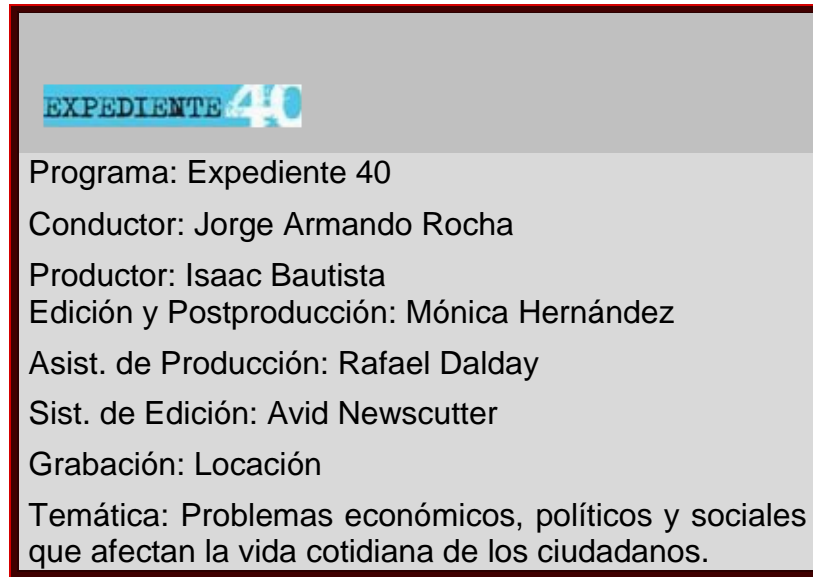 EXPEDIENTE 40
Programa: Expediente 40
Conductor: Jorge Armando Rocha
Productor: Isaac Bautista
Edición y Postproducción: Mónica Hernández
Asist. de Producción: Rafael Dalday
Sist. de Edición: Avid Newscutter
Grabación: Locación
Temática: Problemas económicos, políticos y sociales
que afectan la vida cotidiana de los ciudadanos.